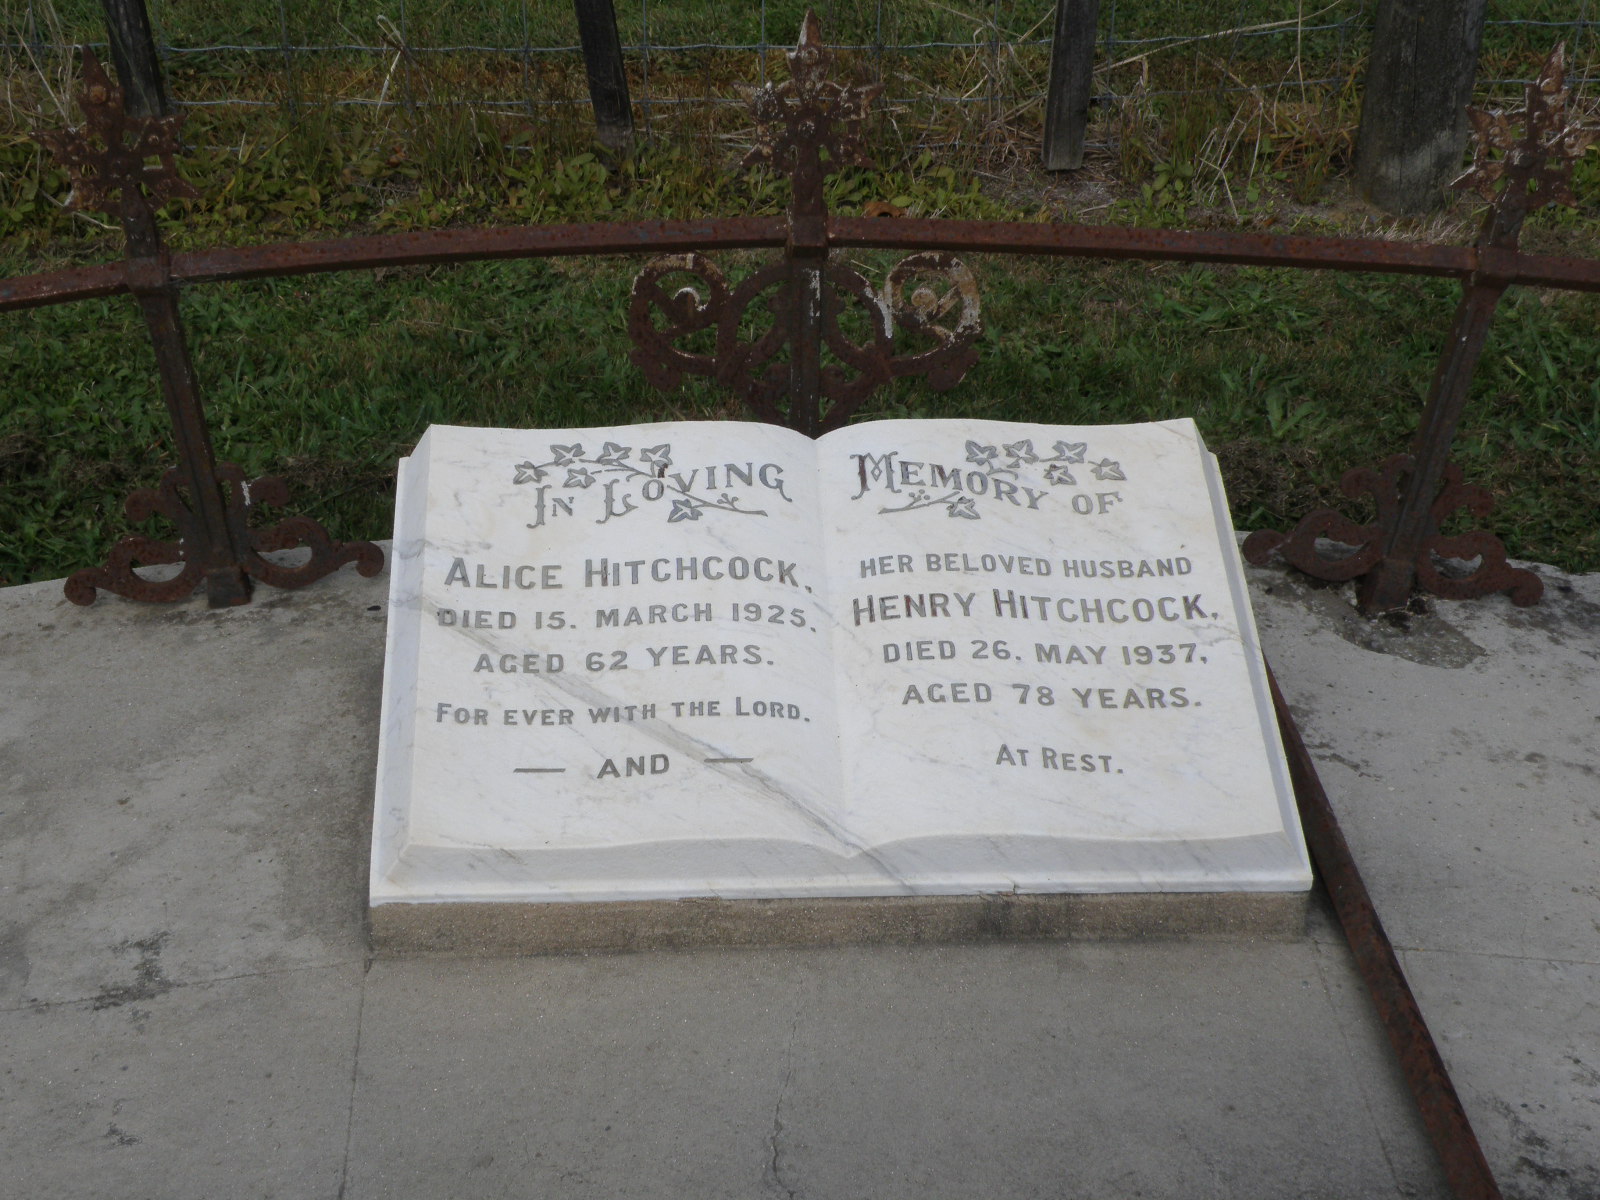 In Loving
Alice Hitchcock,
died 15. March 1925.
aged 62 years.
For ever with the Lord.
— and —
Memory of
her beloved husband
Henry Hitchcock,
died 26. May 1937,
aged 78 years.
At Rest.